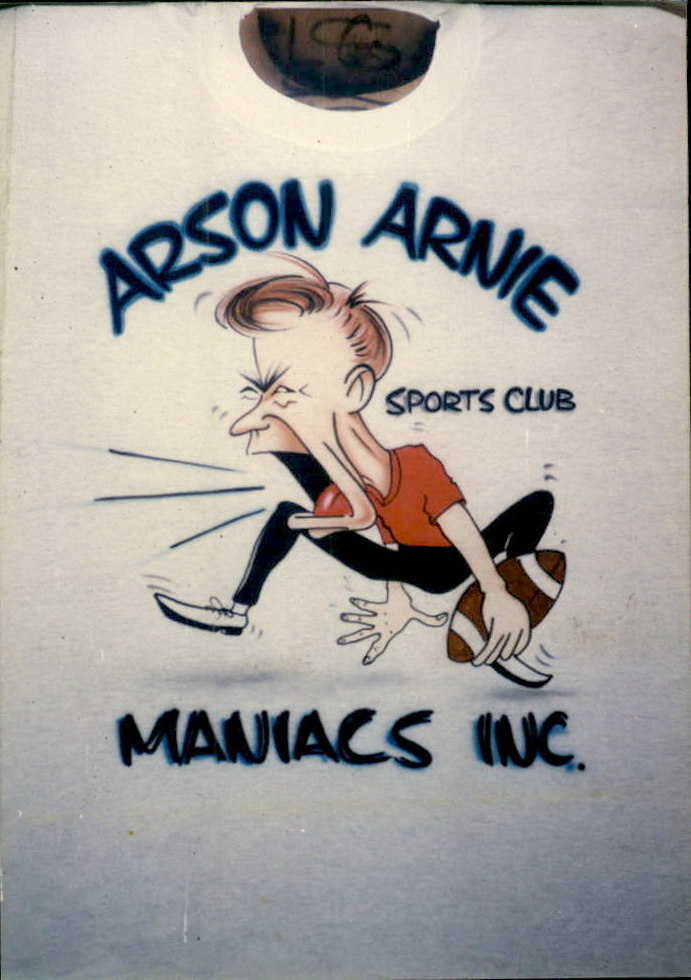 ARSON ARNIE
SPORTS CLUB
MANIACS INC.